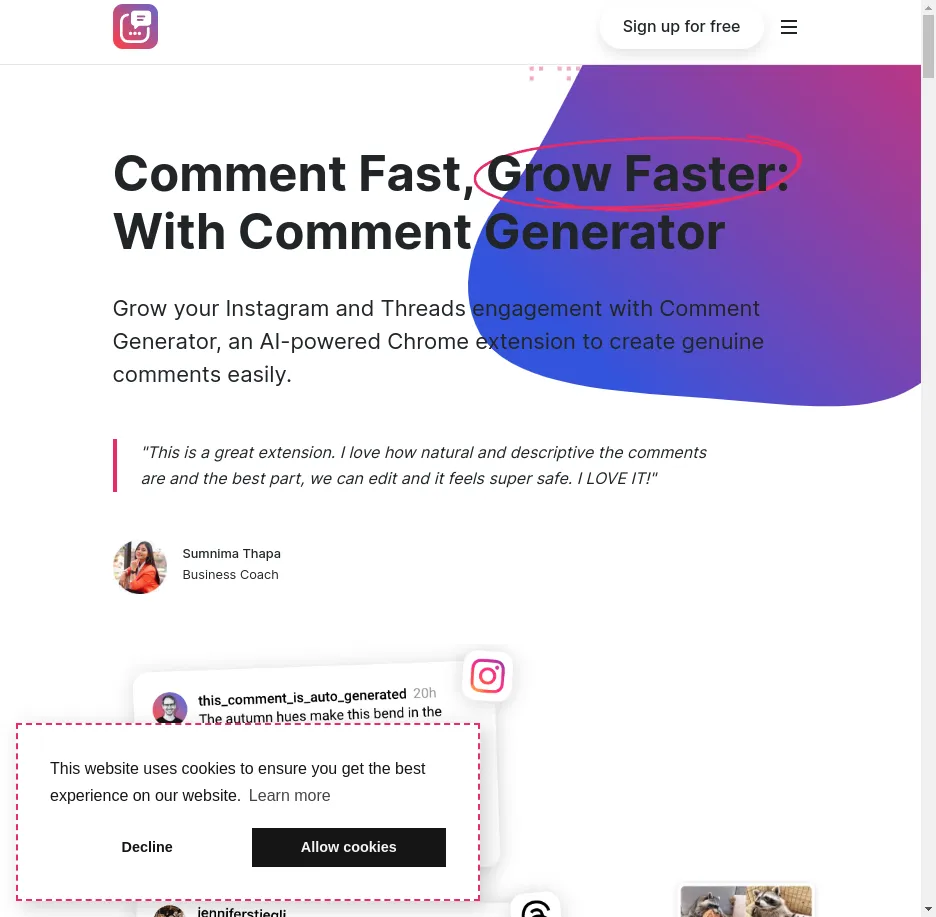 Sign up for free
Comment Fast, Grow Faster:
With Comment Generator
Grow your Instagram and Threads engagement with Comment
Generator, an AI-powered Chrome extension to create genuine
comments easily.
"This is a great extension. I love how natural and descriptive the comments
are and the best part, we can edit and it feels super safe. I LOVE IT!"
Sumnima Thapa
Business Coach
this_comment_is_auto_generated 20h
The autumn hues make this bend in the
This website uses cookies to ensure you get the best
experience on our website. Learn more
Decline Allow cookies
jenniferstiegli